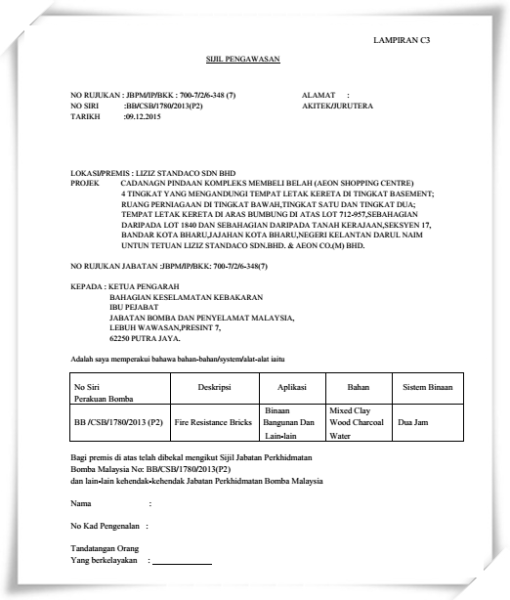 LAMPIRAN C3
SIJIL PENGAWASAN
NO RUJUKAN : JBPM/IP/BKK : 700-7/2/6-348 (7) ALAMAT :
NO SIRI :BB/CSB/1780/2013(P2) AKITEK/JURUTERA
TARIKH :09.12.2015
LOKASI/PREMIS : LIZIZ STANDACO SDN BHD
PROJEK CADANAGN PINDAAN KOMPLEKS MEMBELI BELAH (AEON SHOPPING CENTRE)
4 TINGKAT YANG MENGANDUNGI TEMPAT LETAK KERETA DI TINGKAT BASEMENT;
RUANG PERNIAGAAN DI TINGKAT BAWAH,TINGKAT SATU DAN TINGKAT DUA;
TEMPAT LETAK KERETA DI ARAS BUMBUNG DI ATAS LOT 712-957,SEBAHAGIAN
DARIPADA LOT 1840 DAN SEBAHAGIAN DARIPADA TANAH KERAJAAN,SEKSYEN 17,
BANDAR KOTA BHARU,JAJAHAN KOTA BHARU,NEGERI KELANTAN DARUL NAIM
UNTUN TETUAN LIZIZ STANDACO SDN.BHD. & AEON CO.(M) BHD.
NO RUJUKAN JABATAN :JBPM/IP/BKK: 700-7/2/6-348(7)
KEPADA : KETUA PENGARAH
BAHAGIAN KESELAMATAN KEBAKARAN
IBU PEJABAT
JABATAN BOMBA DAN PENYELAMAT MALAYSIA,
LEBUH WAWASAN,PRESINT 7,
62250 PUTRA JAYA.
Adalah saya memperakui bahawa bahan-bahan/system/alat-alat iaitu
No Siri Perakuan Bomba
Deskripsi
Aplikasi
Bahan
Sistem Binaan
BB /CSB/1780/2013 (P2)
Fire Resistance Bricks
Binaan
Bangunan Dan
Lain-lain
Mixed Clay
Wood Charcoal
Water
Dua Jam
Bagi premis di atas telah dibekal mengikut Sijil Jabatan Perkhidmatan
Bomba Malaysia No: BB/CSB/1780/2013(P2)
dan lain-lain kehendak-kehendak Jabatan Perkhidmatan Bomba Malaysia
Nama :
No Kad Pengenalan :
Tandatangan Orang
Yang berkelayakan :